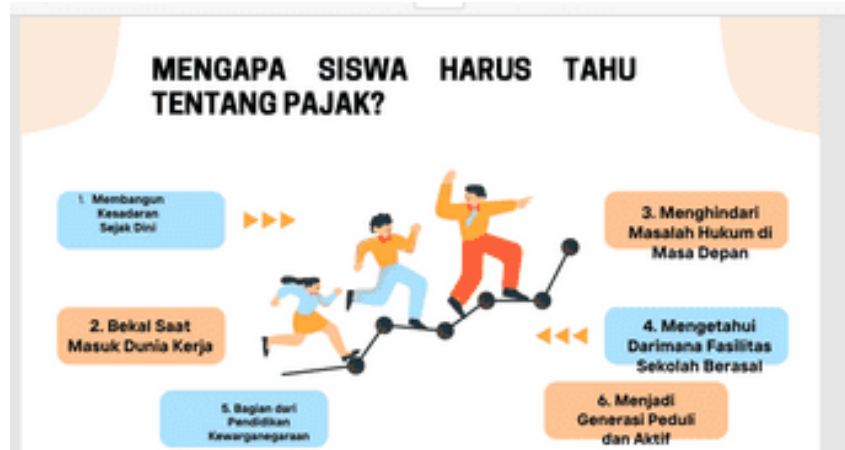 MENGAPA SISWA HARUS TAHU
TENTANG PAJAK?
1. Membangun
Kesadaran
Sejak Dini
2. Bekal Saat
Masuk Dunia Kerja
3. Menghindari
Masalah Hukum di
Masa Depan
4. Mengetahui
Darimana Fasilitas
Sekolah Berasal
5. Bagian dari
Pendidikan
Kewarganegaraan
6. Menjadi
Generasi Peduli
dan Aktif